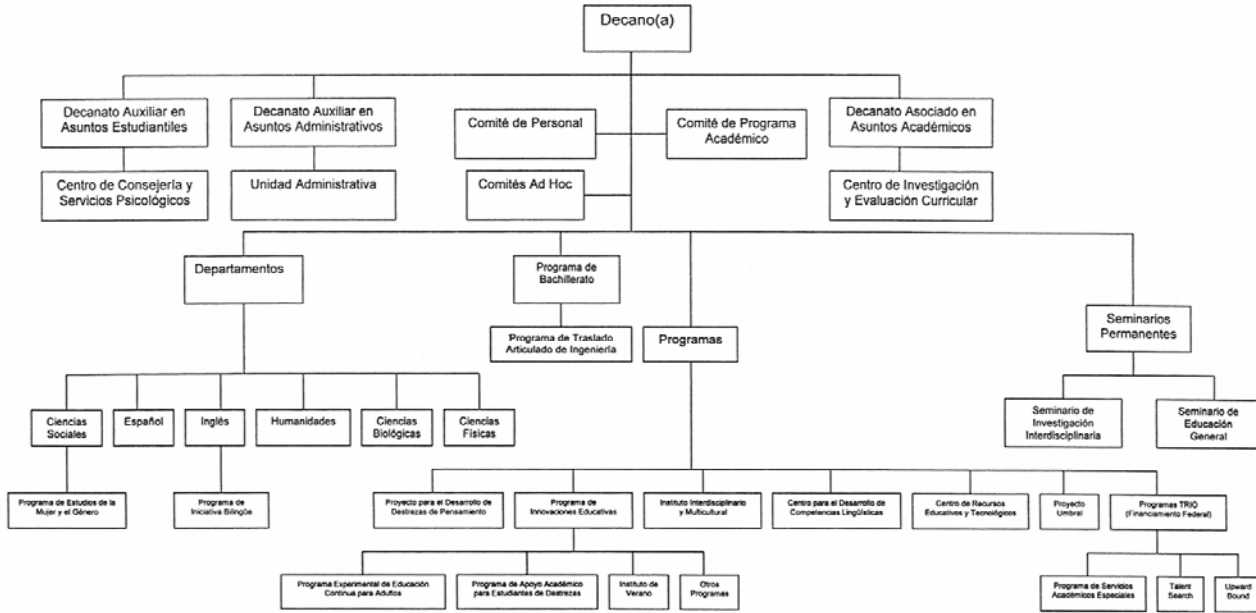 Decano(a)
Decanato Auxiliar en
Asuntos Estudiantiles
Decanato Auxiliar en
Asuntos Administrativos
Comité de Personal
Comité de Programa
Académico
Decanato Asociado en
Asuntos Académicos
Centro de Consejería y
Servicios Psicológicos
Unidad Administrativa
Comités Ad Hoc
Centro de Investigación
y Evaluación Curricular
Departamentos
Programa de
Bachillerato
Programa de Traslado
Articulado de Ingeniería
Programas
Seminarios
Permanentes
Ciencias
Sociales
Español
Inglés
Humanidades
Ciencias
Biológicas
Ciencias
Físicas
Seminario de
Investigación
Interdisciplinaria
Seminario de
Educación
General
Programa de Estudios de la
Mujer y el Género
Programa de
Iniciativa Bilingüe
Proyecto para el Desarrollo de
Destrezas de Pensamiento
Programa de
Innovaciones Educativas
Instituto Interdisciplinario
y Multicultural
Centro para el Desarrollo de
Competencias Lingüísticas
Centro de Recursos
Educativos y Tecnológicos
Proyecto
Umbral
Programas TRIO
(Financiamiento Federal)
Programa Experimental de Educación
Continua para Adultos
Programa de Apoyo Académico
para Estudiantes de Destrezas
Instituto de
Verano
Otros
Programas
Programa de Servicios
Académicos Especiales
Talent
Search
Upward
Bound